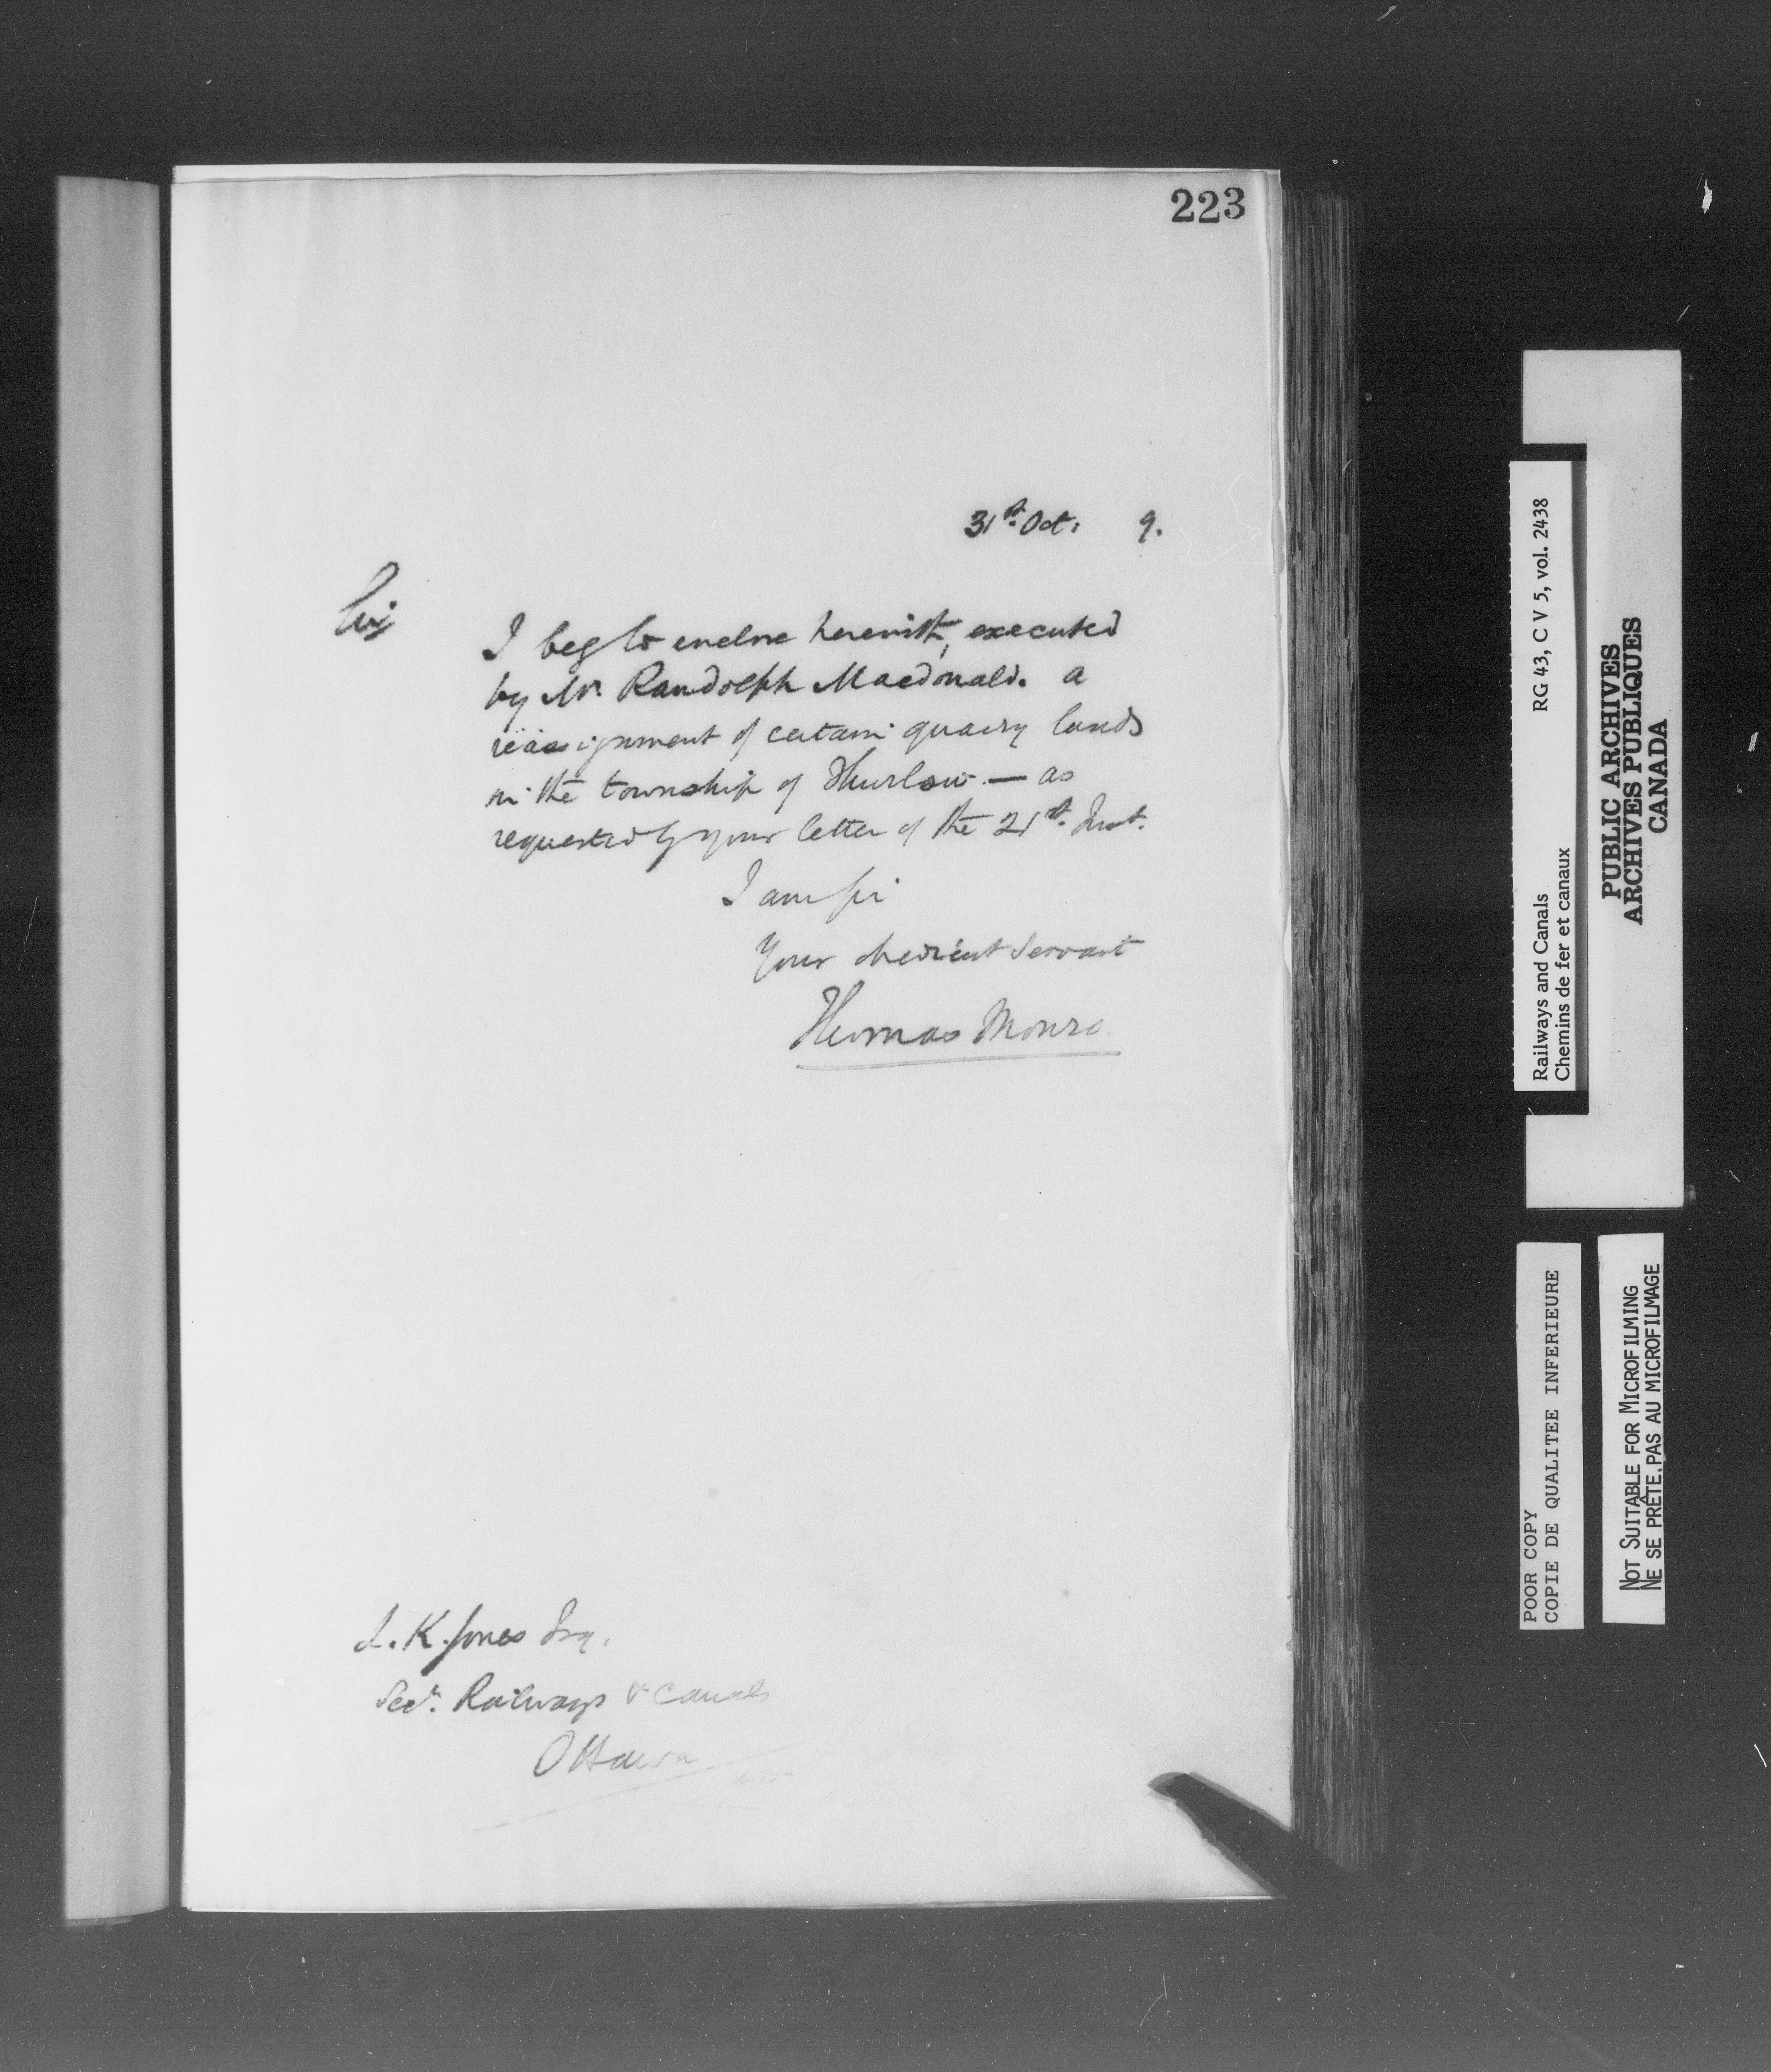 223
31st. Oct. 9.
Sir
I beg to enclose herewith, executed
by Mr. Randolph Macdonald. a
reässignment of certain quarry lands
in the township of Thurlow — as
requested by your letter of the 21st. Inst.
I am Sir
Your obedient Servant
Thomas Monro
L. K. Jones Esq.
Secy. Railways & Canals
Ottawa
Railways and Canals RG 43, C V 5, vol. 2438
Chemins de fer et canaux
PUBLIC ARCHIVES
ARCHIVES PUBLIQUES
CANADA
POOR COPY
COPIE DE QUALITEE INFERIEURE
NOT SUITABLE FOR MICROFILMING
NE SE PRÊTE PAS AU MICROFILMAGE